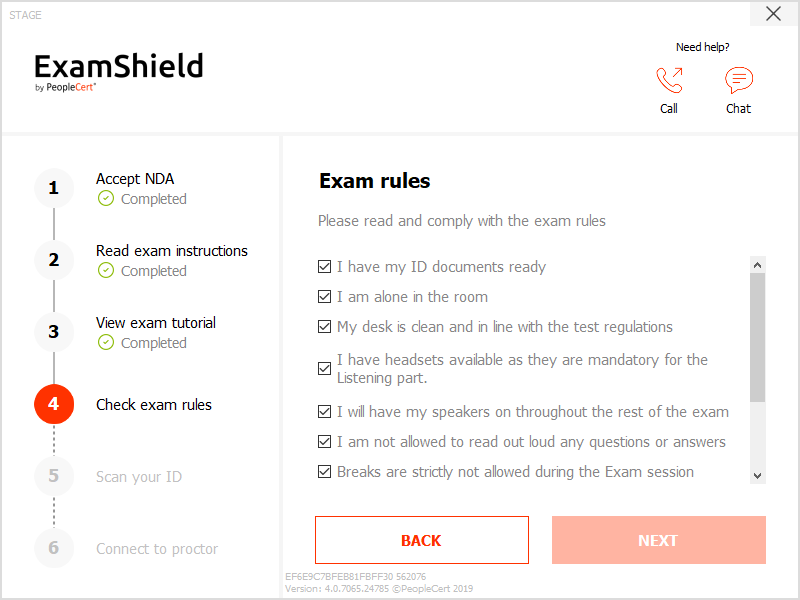 STAGE
ExamShield
by PeopleCert
Need help?
Call
Chat
1
Accept NDA
Completed
2
Read exam instructions
Completed
3
View exam tutorial
Completed
4
Check exam rules
5
Scan your ID
6
Connect to proctor
Exam rules
Please read and comply with the exam rules
I have my ID documents ready
I am alone in the room
My desk is clean and in line with the test regulations
I have headsets available as they are mandatory for the
Listening part.
I will have my speakers on throughout the rest of the exam
I am not allowed to read out loud any questions or answers
Breaks are strictly not allowed during the Exam session
BACK
NEXT
EF6E9C7BFEB81FBFF30 562076
Version: 4.0.7065.24785 ©PeopleCert 2019